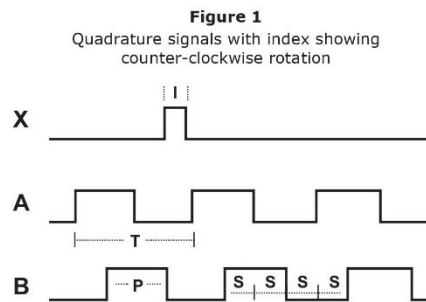 Figure 1
Quadrature signals with index showing
counter-clockwise rotation
I
X
A
T
B
P
S S S S